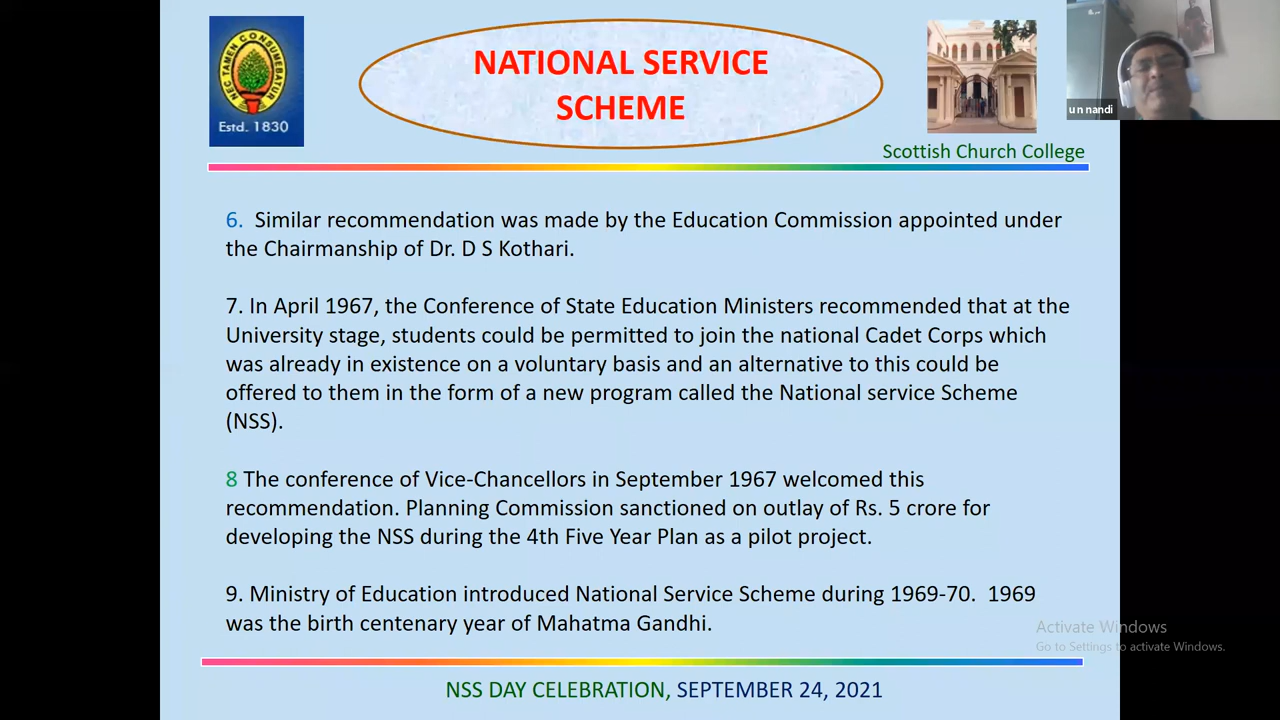 NEC TAMEN CONSUMEBATUR
Estd. 1830
NATIONAL SERVICE
SCHEME
u n nandi
Scottish Church College
6. Similar recommendation was made by the Education Commission appointed under
the Chairmanship of Dr. D S Kothari.
7. In April 1967, the Conference of State Education Ministers recommended that at the
University stage, students could be permitted to join the national Cadet Corps which
was already in existence on a voluntary basis and an alternative to this could be
offered to them in the form of a new program called the National service Scheme
(NSS).
8 The conference of Vice-Chancellors in September 1967 welcomed this
recommendation. Planning Commission sanctioned on outlay of Rs. 5 crore for
developing the NSS during the 4th Five Year Plan as a pilot project.
9. Ministry of Education introduced National Service Scheme during 1969-70. 1969
was the birth centenary year of Mahatma Gandhi.
Activate Windows
Go to Settings to activate Windows.
NSS DAY CELEBRATION, SEPTEMBER 24, 2021